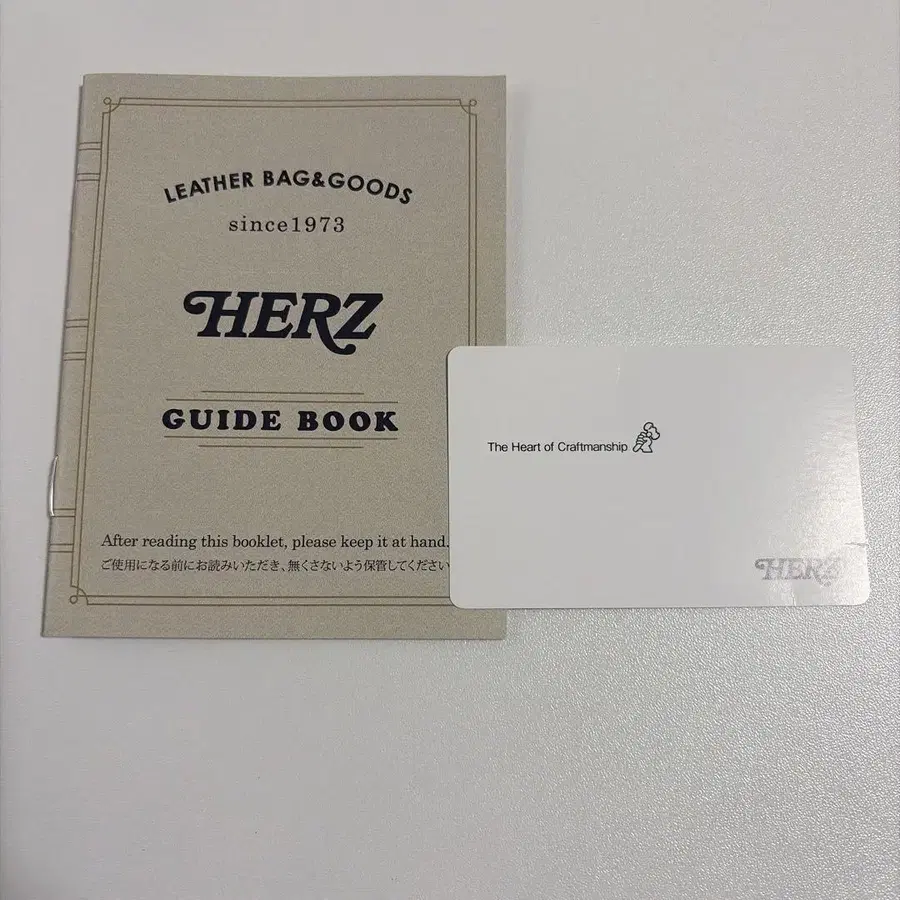 LEATHER BAG&GOODS
since1973
HERZ
GUIDE BOOK
After reading this booklet, please keep it at hand.
ご使用になる前にお読みいただき、無くさないよう保管してください
The Heart of Craftmanship
HERZ